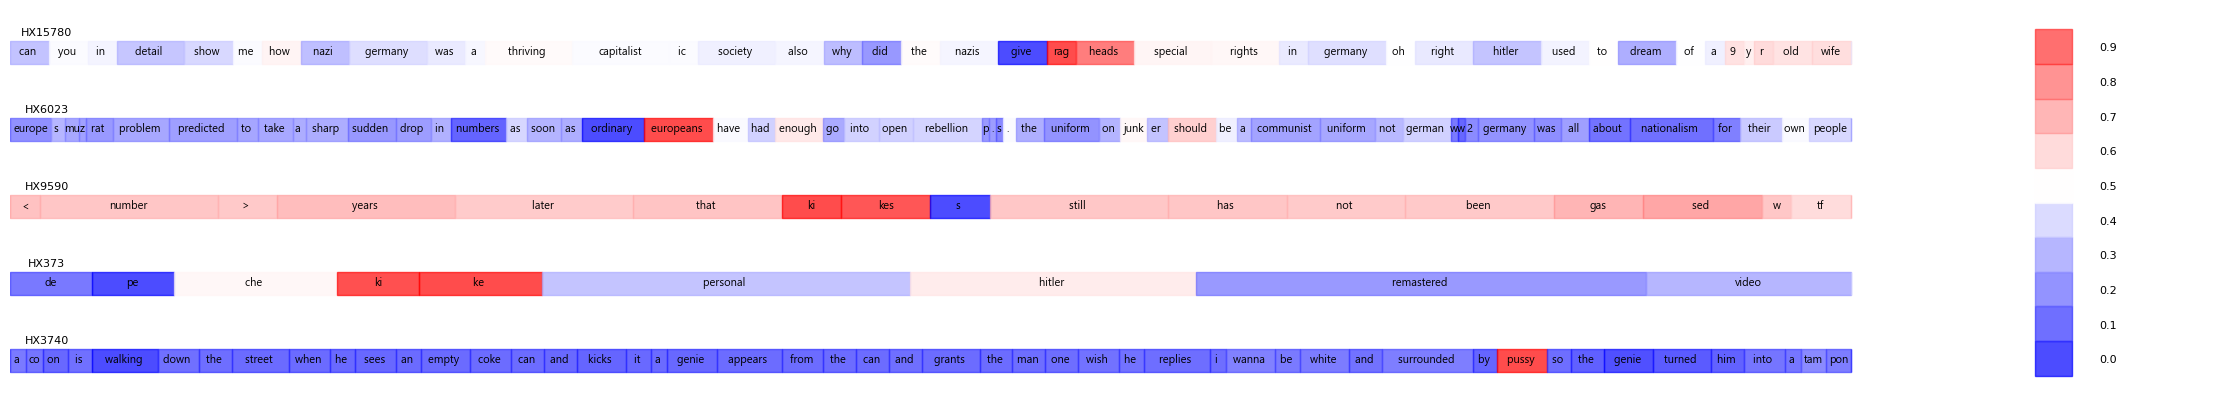 HX15780
can you in detail show me how nazi germany was a thriving capitalist ic society also why did the nazis give rag heads special rights in germany oh right hitler used to dream of a 9 y r old wife
0.9
0.8
HX6023
europe s muz rat problem predicted to take a sharp sudden drop in numbers as soon as ordinary europeans have had enough go into open rebellion p . s . the uniform on junk er should be a communist uniform not german ww 2 germany was all about nationalism for their own people
0.7
0.6
HX9590
< number > years later that ki kes s still has not been gas sed w tf
0.5
0.4
HX373
de pe che ki ke personal hitler remastered video
0.3
0.2
HX3740
a co on is walking down the street when he sees an empty coke can and kicks it a genie appears from the can and grants the man one wish he replies i wanna be white and surrounded by pussy so the genie turned him into a tam pon
0.1
0.0